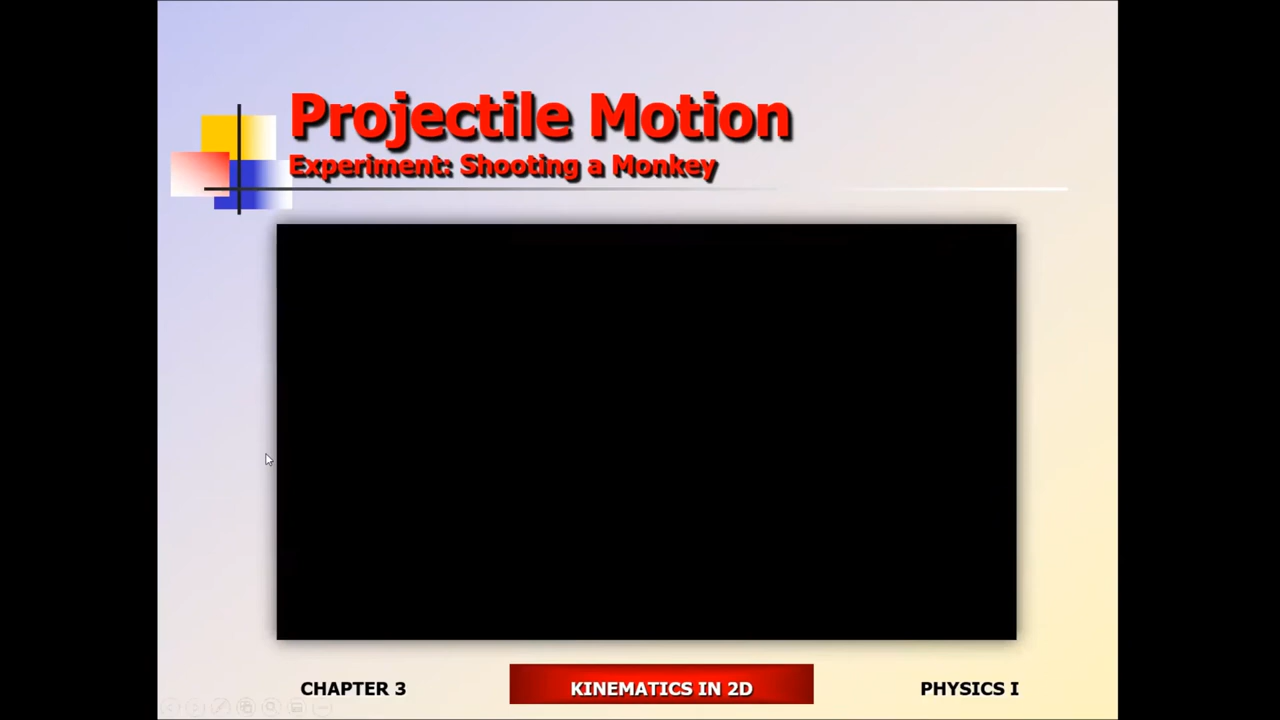 Projectile Motion
Experiment: Shooting a Monkey
CHAPTER 3
KINEMATICS IN 2D
PHYSICS I